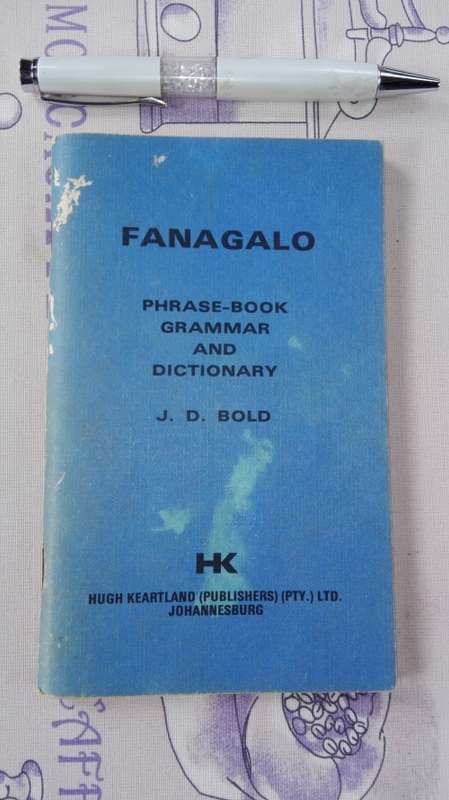 FANAGALO
PHRASE-BOOK
GRAMMAR
AND
DICTIONARY
J. D. BOLD
HK
HUGH KEARTLAND (PUBLISHERS) (PTY.) LTD.
JOHANNESBURG